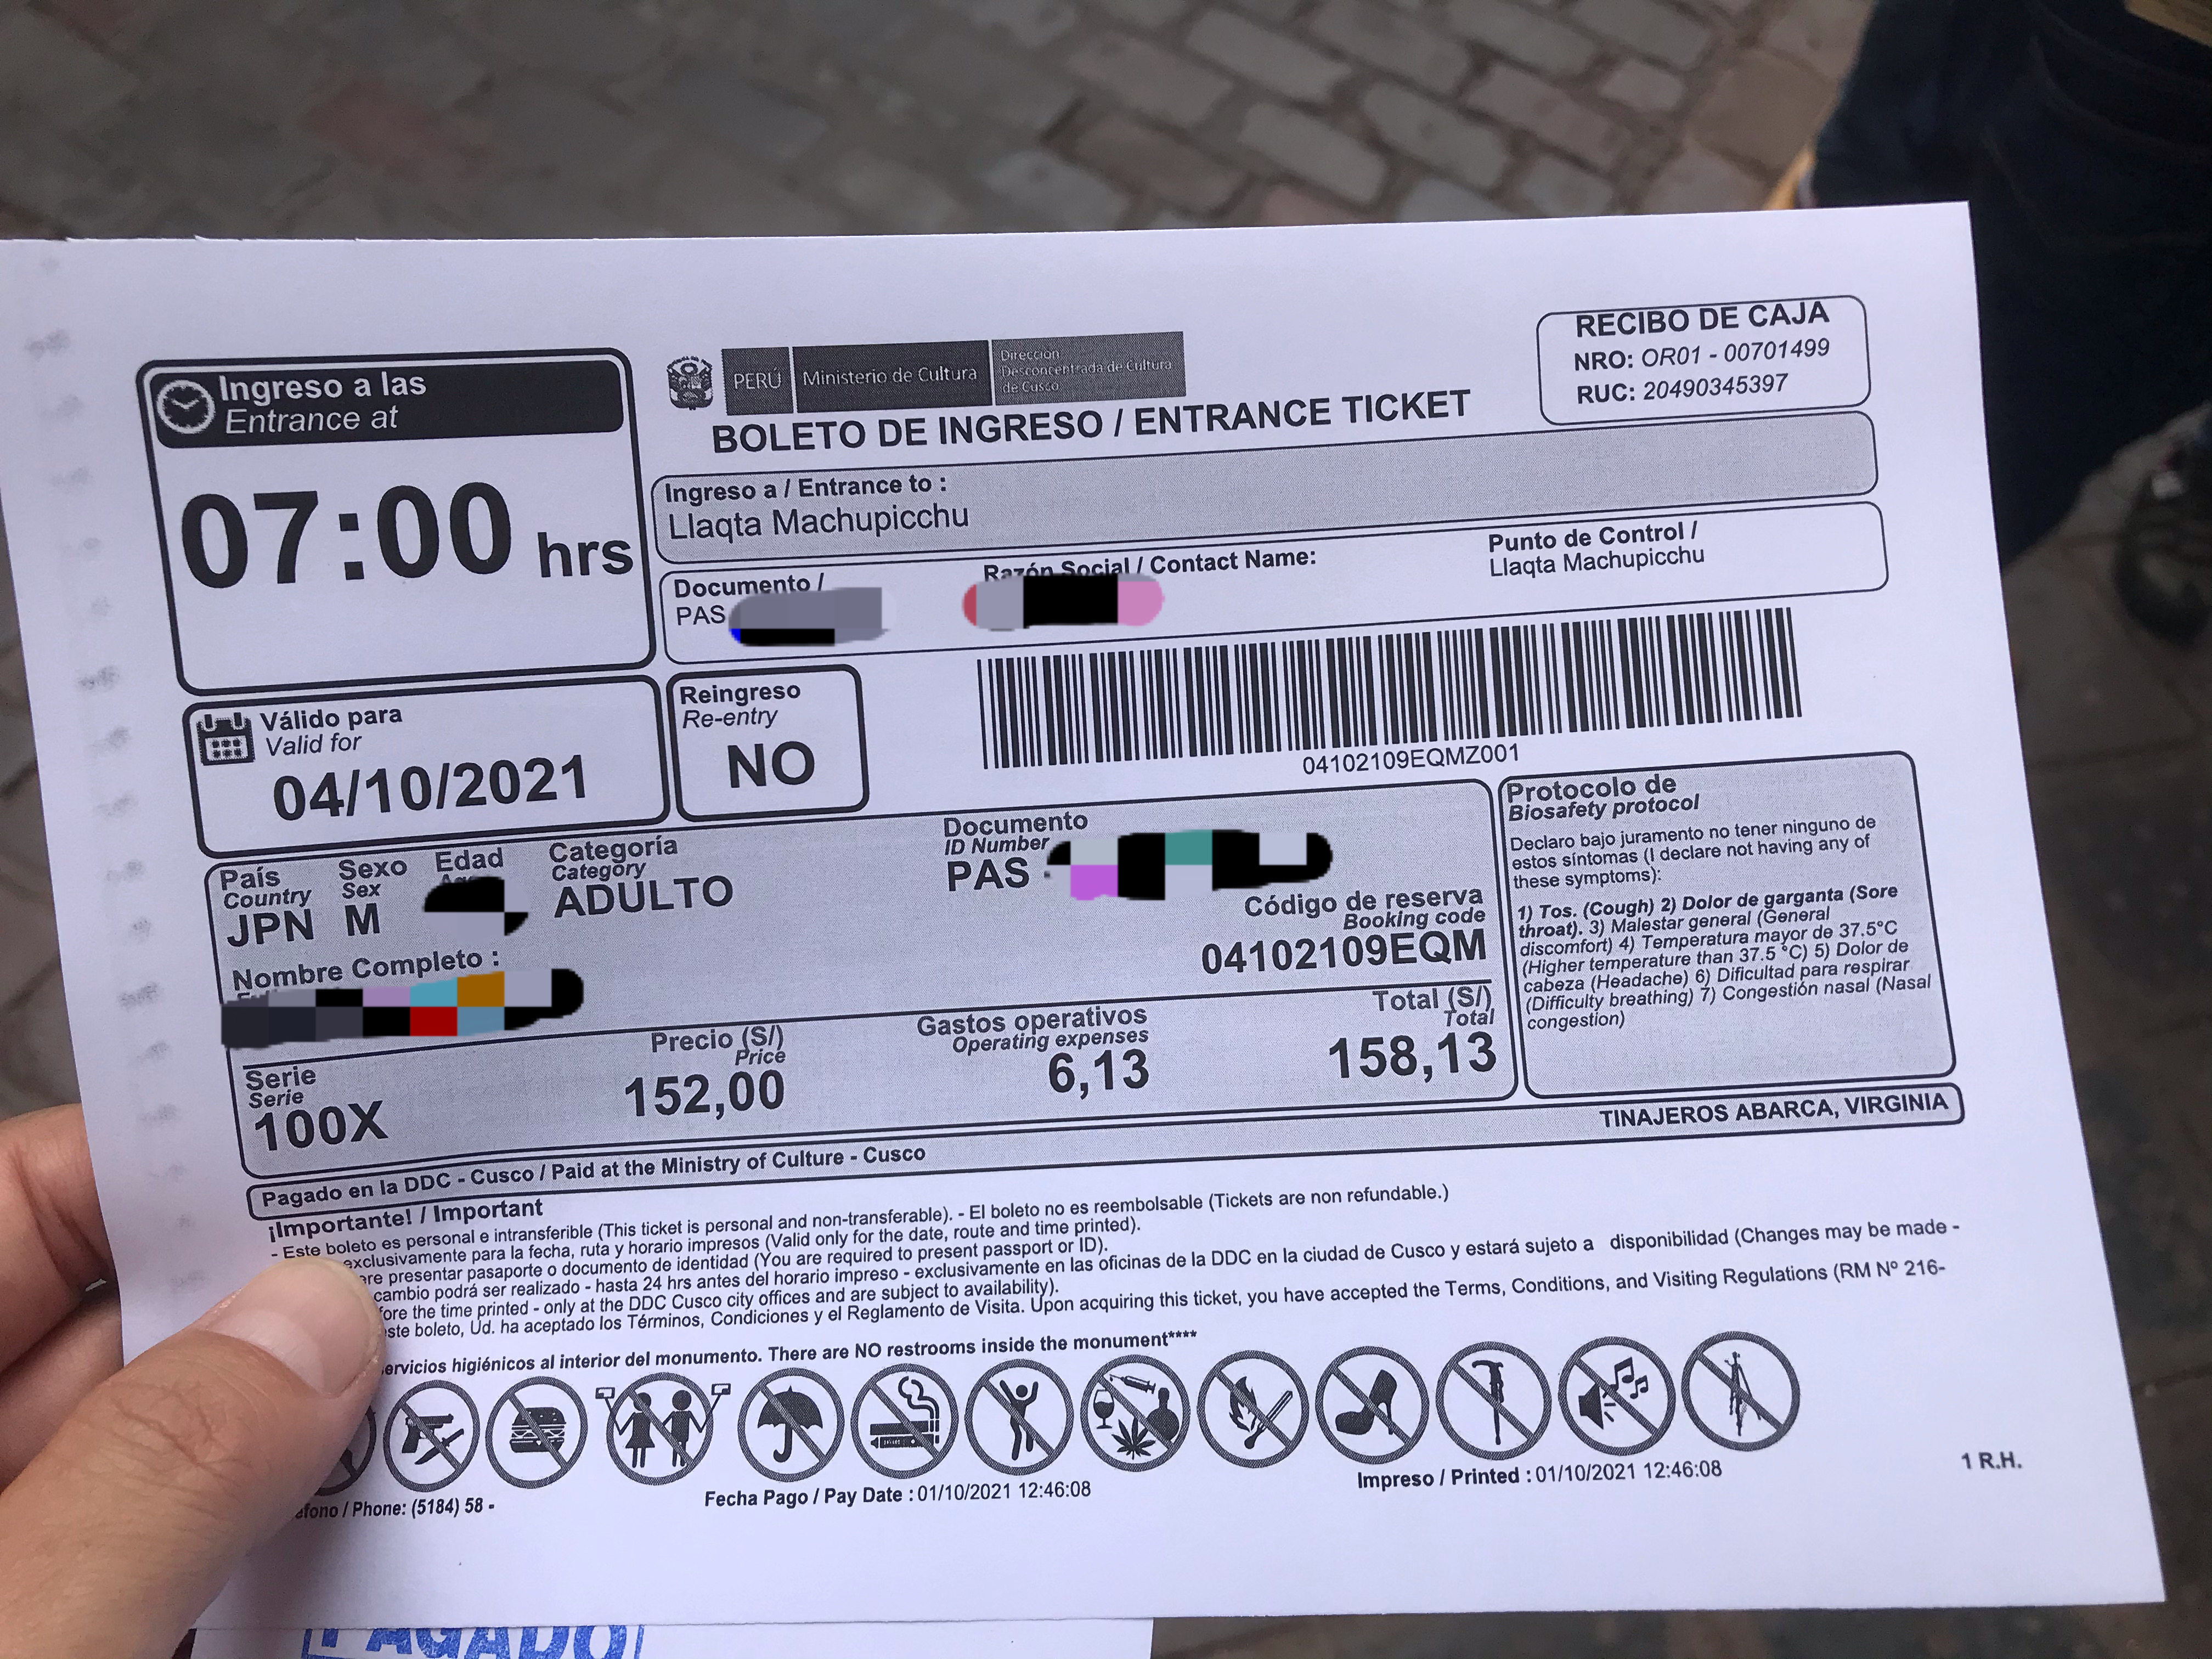 Ingreso a las
Entrance at
07:00 hrs
PERÚ Ministerio de Cultura
Dirección
Desconcentrada de Cultura
de Cusco
BOLETO DE INGRESO / ENTRANCE TICKET
RECIBO DE CAJA
NRO: OR01 - 00701499
RUC: 20490345397
Ingreso a / Entrance to :
Llaqta Machupicchu
Documento /
PAS
Razón Social / Contact Name:
Punto de Control /
Llaqta Machupicchu
Válido para
Valid for
04/10/2021
Reingreso
Re-entry
NO
04102109EQMZ001
País
Country
JPN
Sexo
Sex
M
Edad
Categoría
Category
ADULTO
Documento
ID Number
PAS
Código de reserva
Booking code
04102109EQM
Nombre Completo :
Serie
Serie
100X
Precio (S/)
Price
152,00
Gastos operativos
Operating expenses
6,13
Total (S/)
Total
158,13
Protocolo de
Biosafety protocol
Declaro bajo juramento no tener ninguno de
estos síntomas (I declare not having any of
these symptoms):
1) Tos. (Cough) 2) Dolor de garganta (Sore
throat). 3) Malestar general (General
discomfort) 4) Temperatura mayor de 37.5°C
(Higher temperature than 37.5 °C) 5) Dolor de
cabeza (Headache) 6) Dificultad para respirar
(Difficulty breathing) 7) Congestión nasal (Nasal
congestion)
Pagado en la DDC - Cusco / Paid at the Ministry of Culture - Cusco
TINAJEROS ABARCA, VIRGINIA
¡Importante! / Important
- Este boleto es personal e intransferible (This ticket is personal and non-transferable). - El boleto no es reembolsable (Tickets are non refundable.)
exclusivamente para la fecha, ruta y horario impresos (Valid only for the date, route and time printed).
presentar pasaporte o documento de identidad (You are required to present passport or ID).
cambio podrá ser realizado - hasta 24 hrs antes del horario impreso - exclusivamente en las oficinas de la DDC en la ciudad de Cusco y estará sujeto a disponibilidad (Changes may be made -
the time printed - only at the DDC Cusco city offices and are subject to availability).
boleto, Ud. ha aceptado los Términos, Condiciones y el Reglamento de Visita. Upon acquiring this ticket, you have accepted the Terms, Conditions, and Visiting Regulations (RM Nº 216-
higiénicos al interior del monumento. There are NO restrooms inside the monument****
/ Phone: (5184) 58 -
Fecha Pago / Pay Date : 01/10/2021 12:46:08
Impreso / Printed : 01/10/2021 12:46:08
1 R.H.
PAGADO